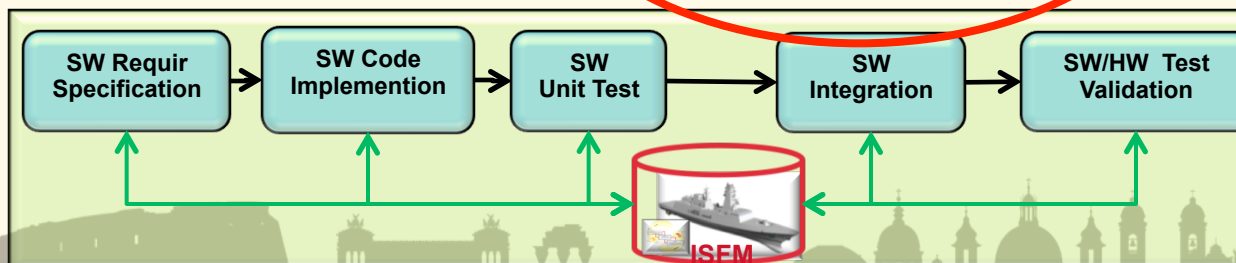 SW Requir
Specification
SW Code
Implemention
SW
Unit Test
SW
Integration
SW/HW Test
Validation
ISEM